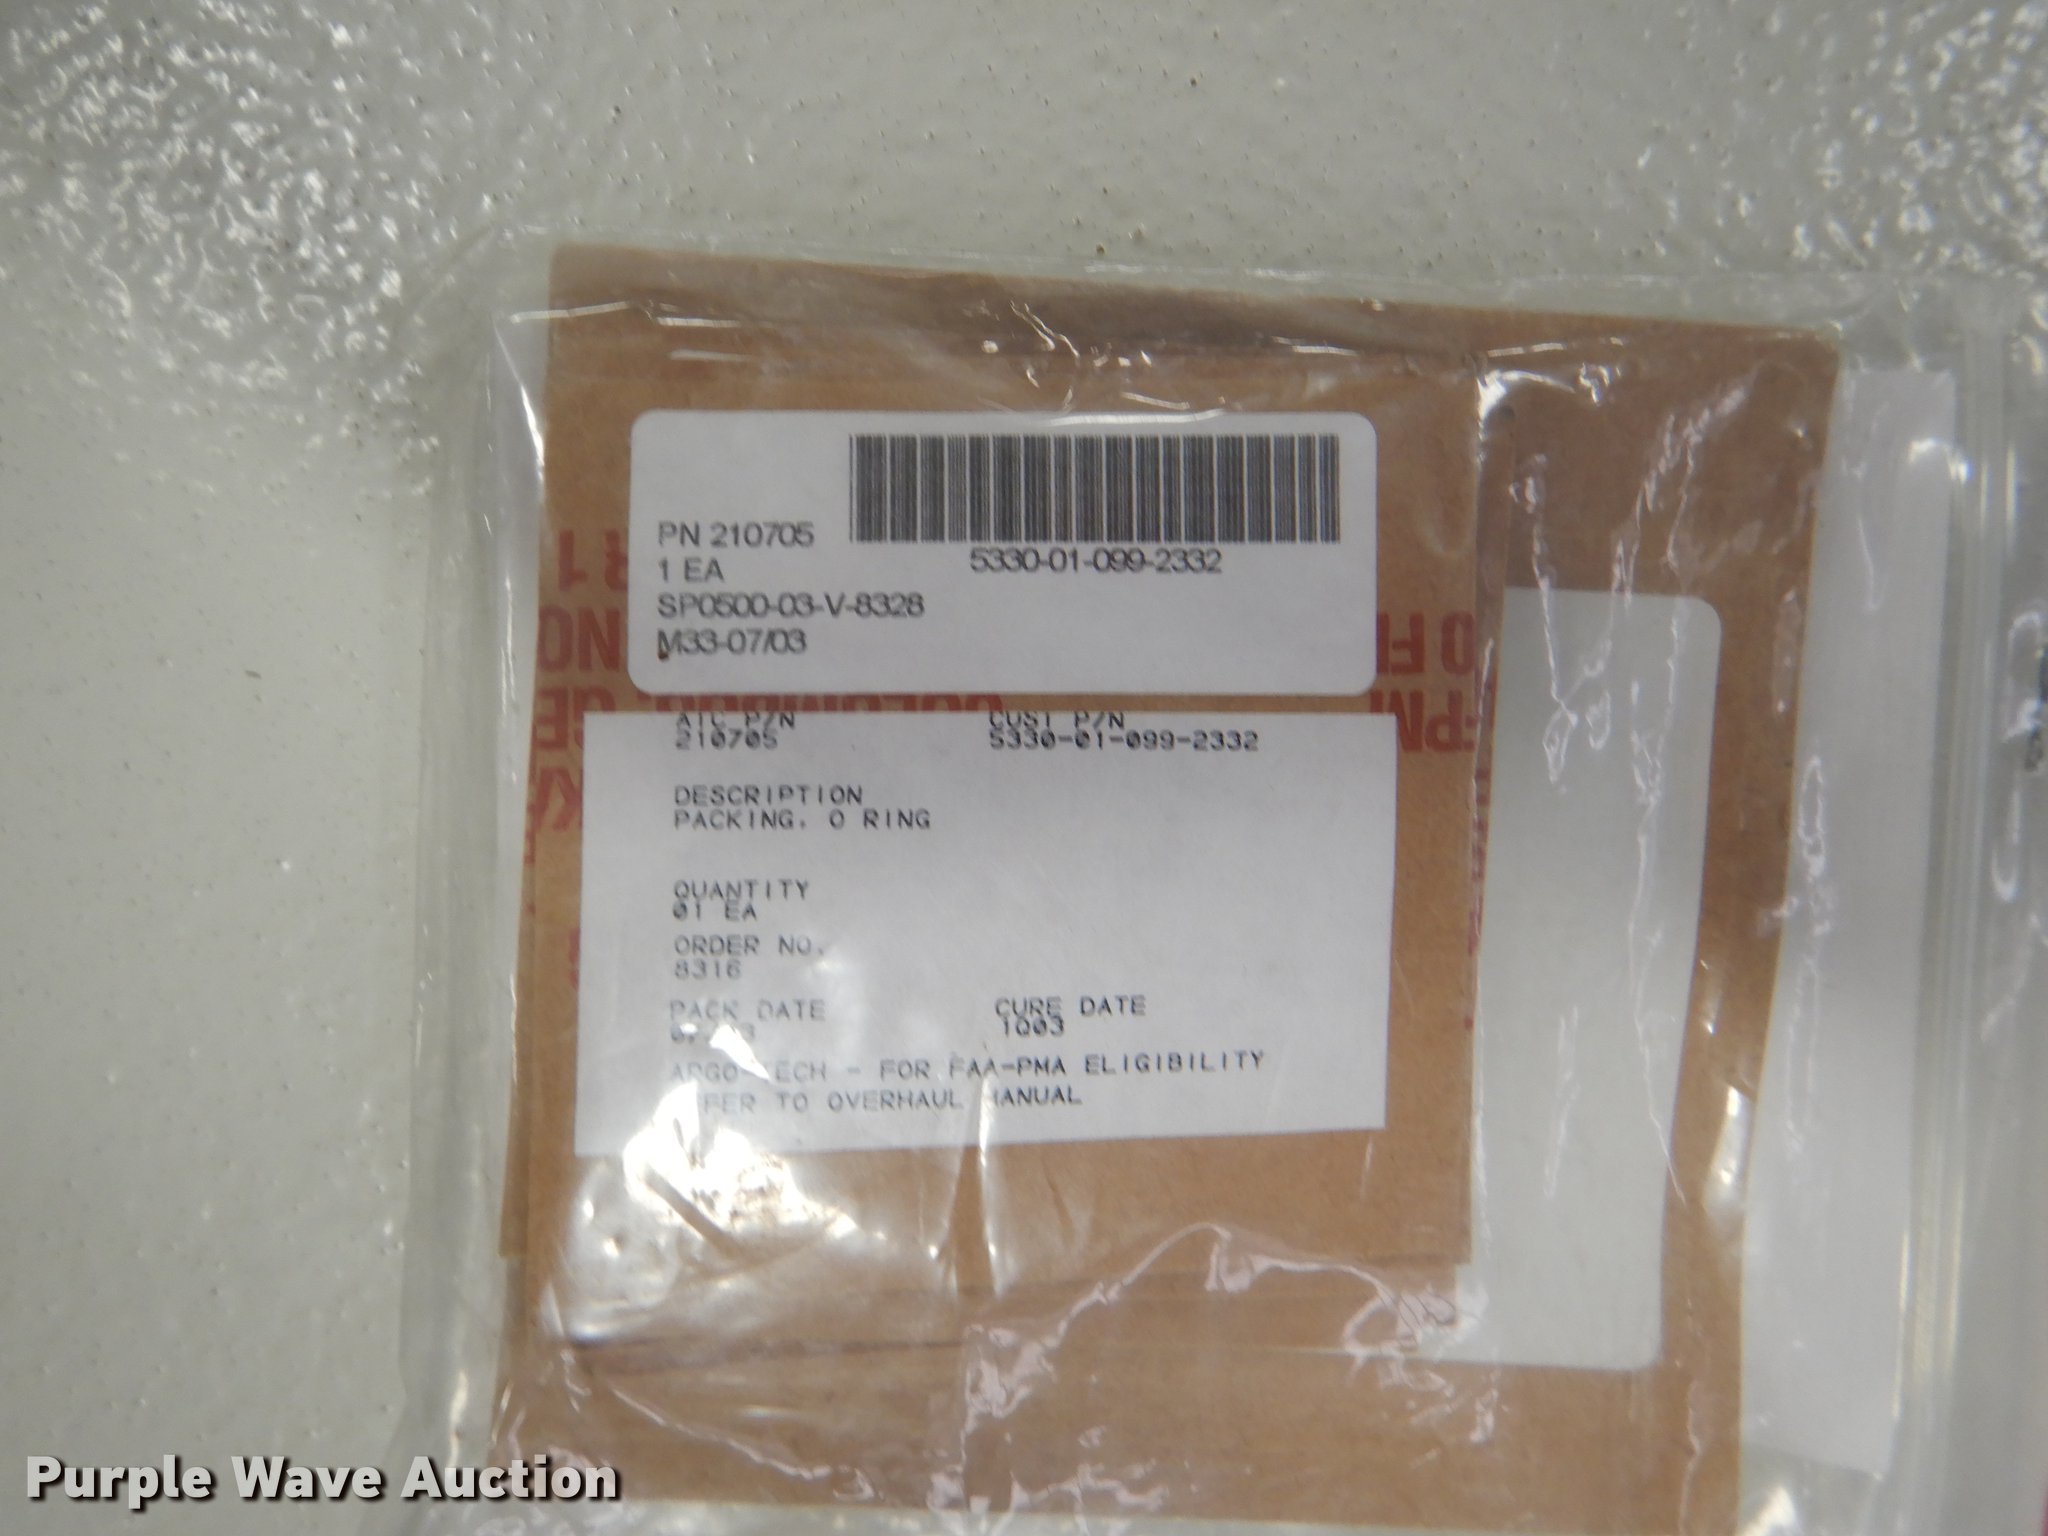 PN 210705
1 EA
SP0500-03-V-8328
M33-07/03
5330-01-099-2332
ATC P/N CUST P/N
210705 5330-01-099-2332
DESCRIPTION
PACKING, O RING
QUANTITY
01 EA
ORDER NO.
8316
PACK DATE CURE DATE
1Q03
FOR FAA-PMA ELIGIBILITY
TO OVERHAUL
Purple Wave Auction